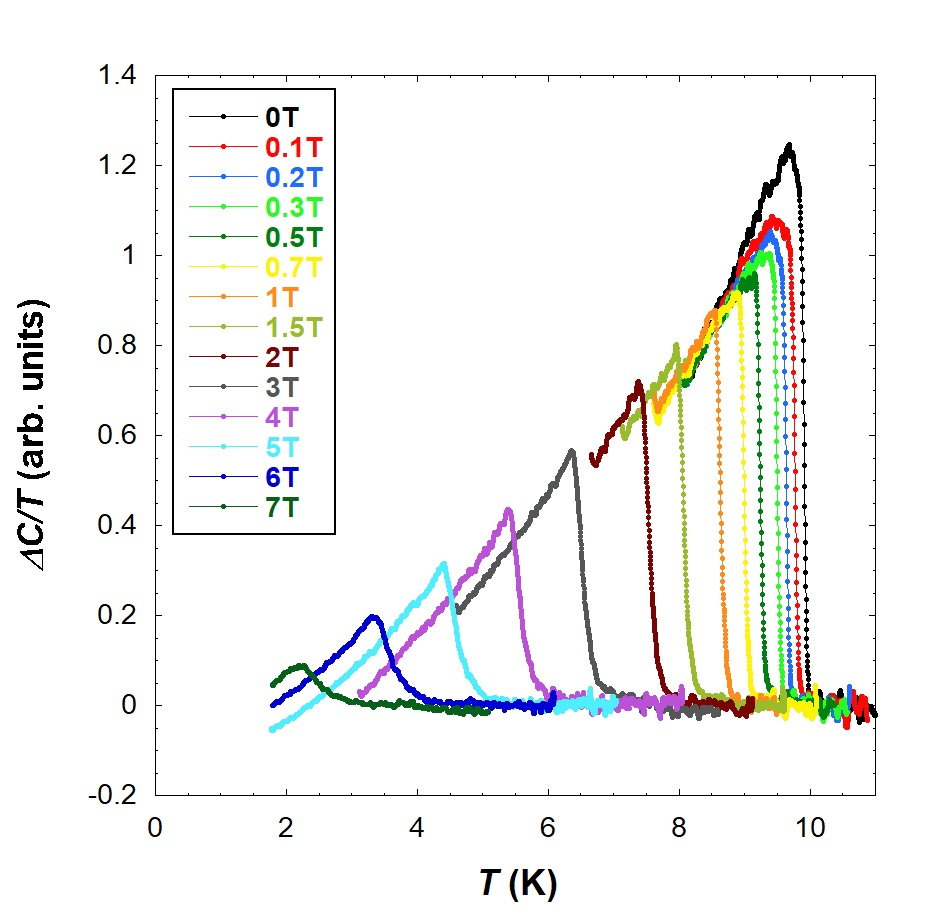 1.4
1.2
1
0.8
0.6
0.4
0.2
0
-0.2
ΔC/T (arb. units)
0T
0.1T
0.2T
0.3T
0.5T
0.7T
1T
1.5T
2T
3T
4T
5T
6T
7T
0 2 4 6 8 10
T (K)